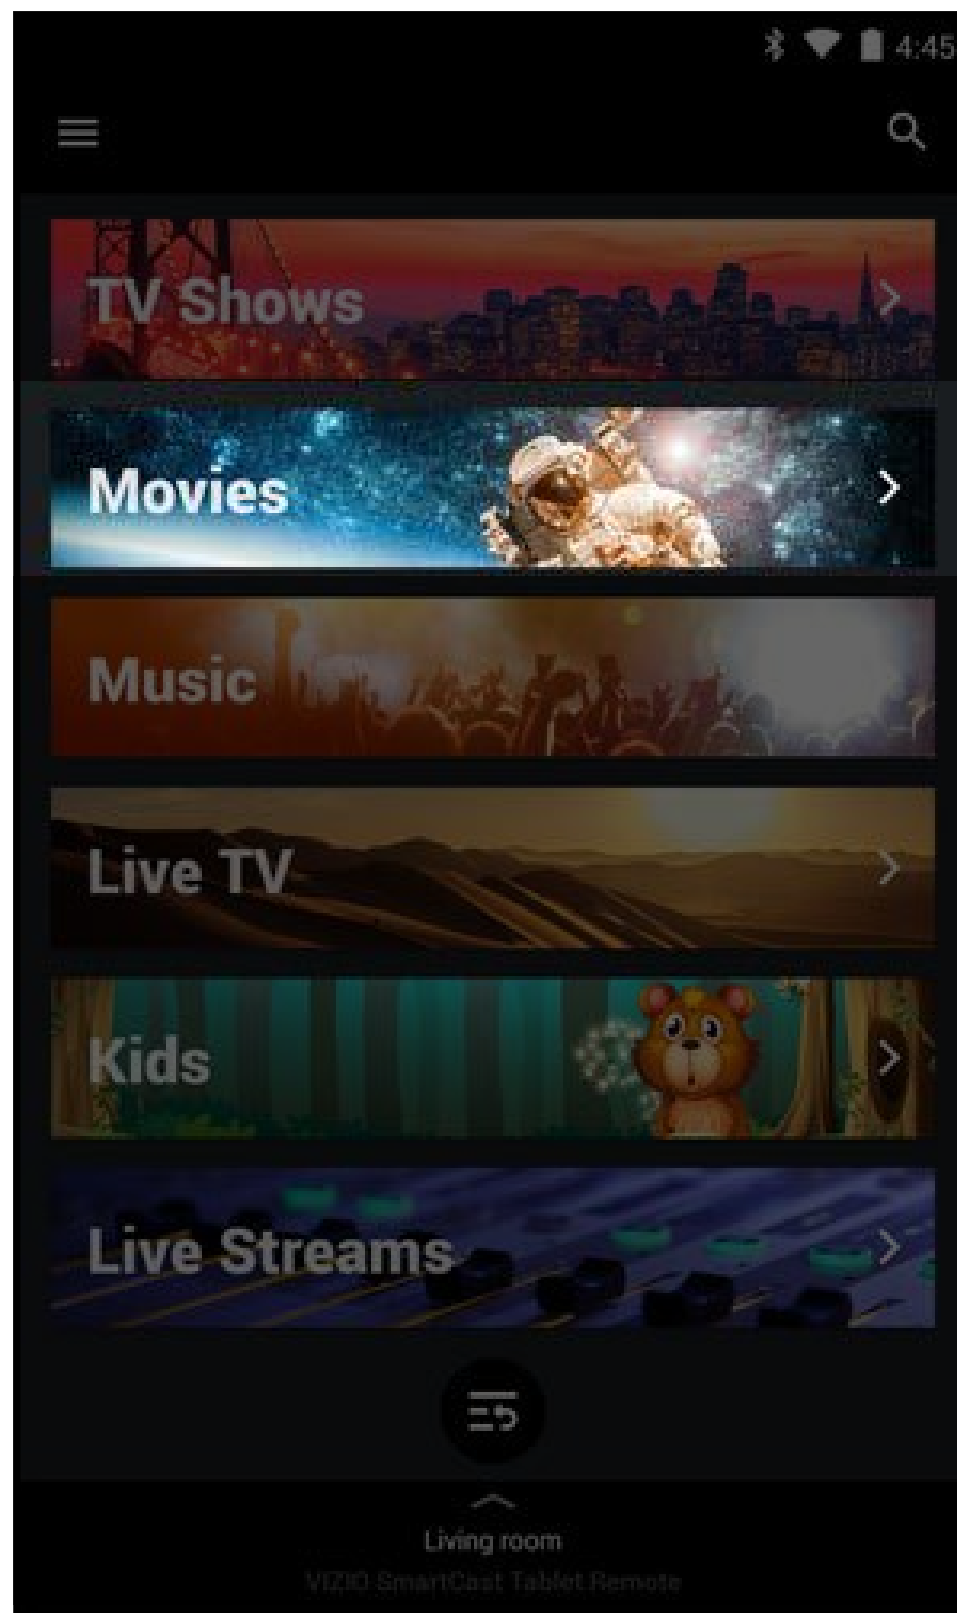 4:45
TV Shows
Movies
Music
Live TV
Kids
Live Streams
Living room
VIZIO SmartCast Tablet Remote